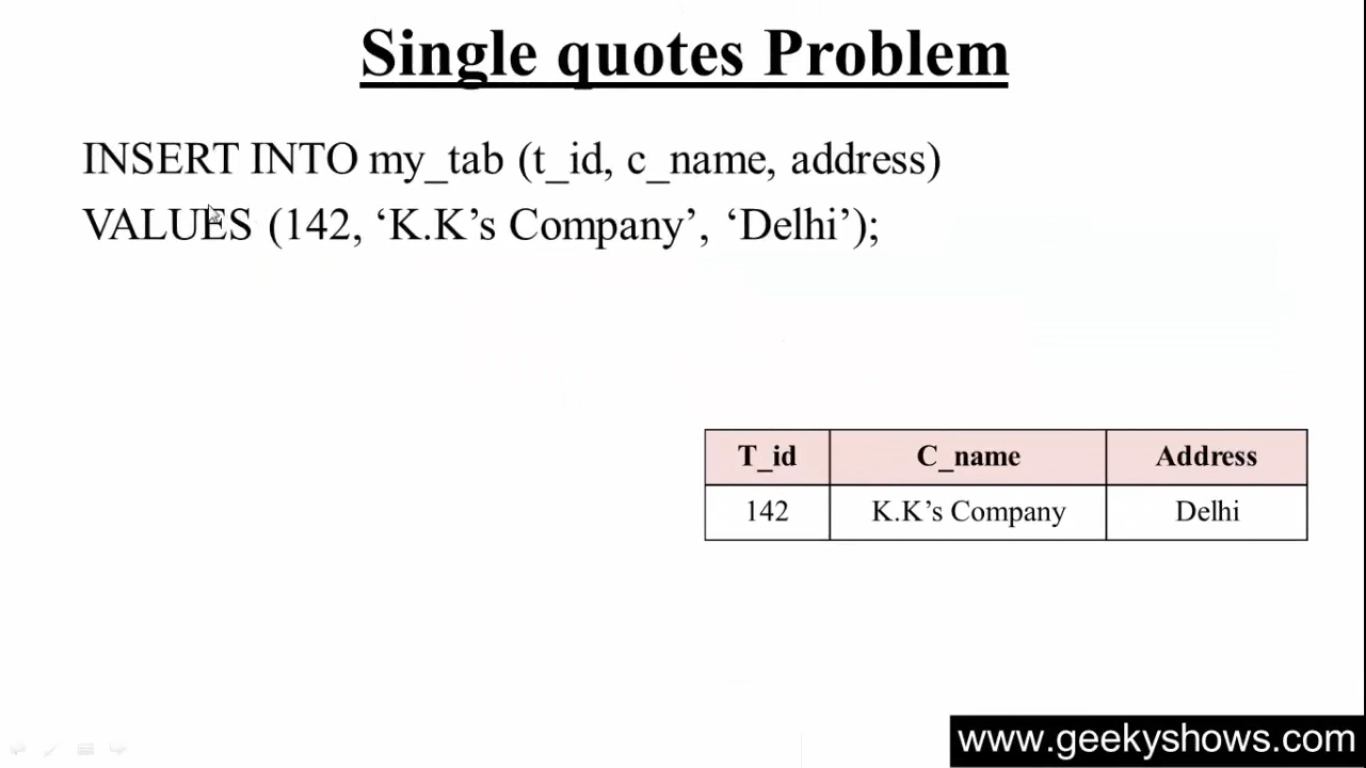 Single quotes Problem
INSERT INTO my_tab (t_id, c_name, address)
VALUES (142, ‘K.K’s Company’, ‘Delhi’);
T_id C_name Address
142 K.K’s Company Delhi
www.geekyshows.com